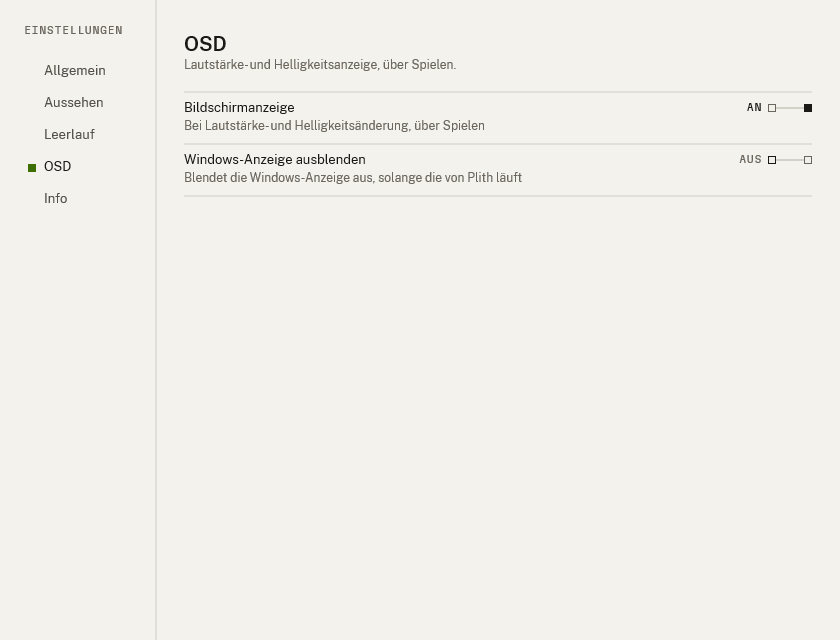 EINSTELLUNGEN
Allgemein
Aussehen
Leerlauf
OSD
Info
OSD
Lautstärke- und Helligkeitsanzeige, über Spielen.
Bildschirmanzeige
AN
Bei Lautstärke- und Helligkeitsänderung, über Spielen
Windows-Anzeige ausblenden
AUS
Blendet die Windows-Anzeige aus, solange die von Plith läuft